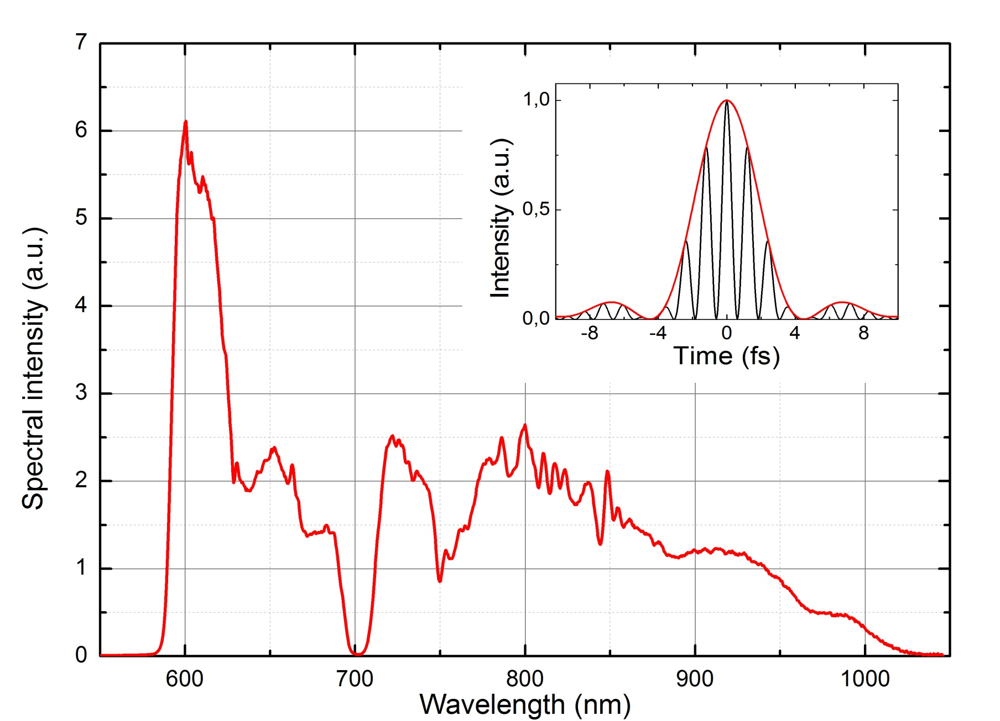 7
6
5
4
3
2
1
0
Spectral intensity (a.u.)
600 700 800 900 1000
Wavelength (nm)
1,0
0,5
0,0
Intensity (a.u.)
-8 -4 0 4 8
Time (fs)